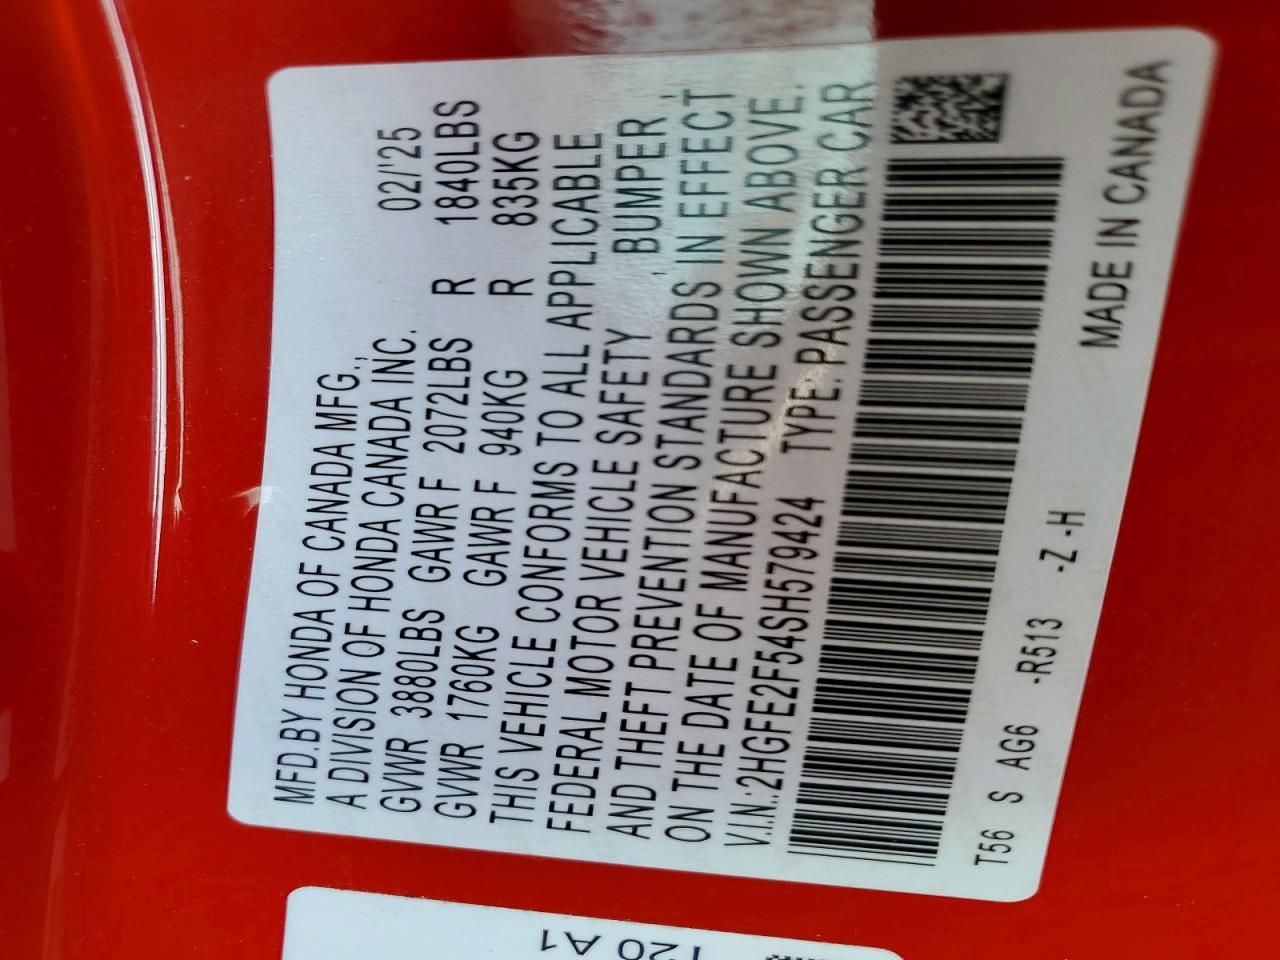 MFD.BY HONDA OF CANADA MFG.,
A DIVISION OF HONDA CANADA INC. 02/'25
GVWR 3880LBS GAWR F 2072LBS R 1840LBS
GVWR 1760KG GAWR F 940KG R 835KG
THIS VEHICLE CONFORMS TO ALL APPLICABLE
FEDERAL MOTOR VEHICLE SAFETY , BUMPER ,
AND THEFT PREVENTION STANDARDS IN EFFECT
ON THE DATE OF MANUFACTURE SHOWN ABOVE.
V.I.N.:2HGFE2F54SH579424 TYPE: PASSENGER CAR
T56 S AG6 -R513 -Z -H MADE IN CANADA
T20 A1